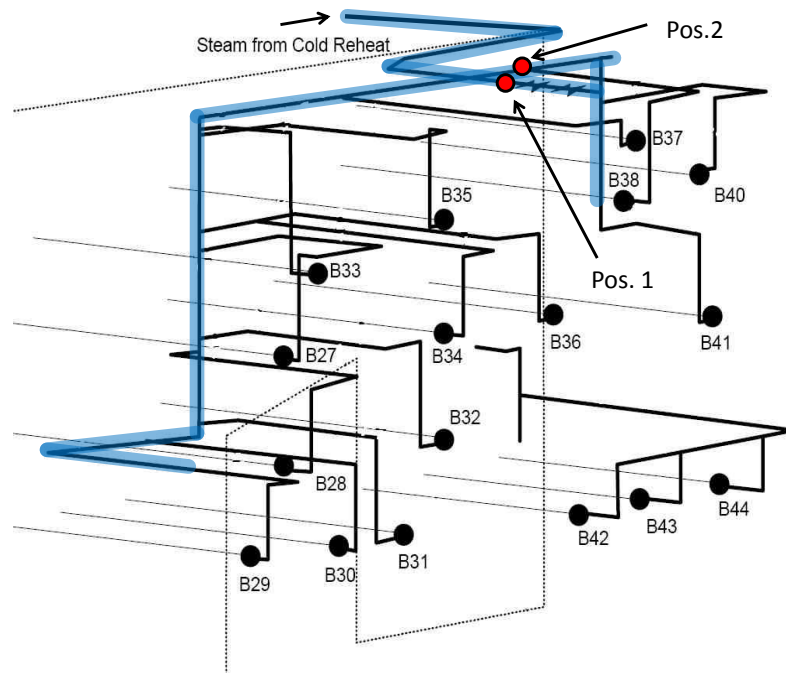 Steam from Cold Reheat
Pos.2
B37
B40
B38
B35
B33
Pos. 1
B36
B41
B34
B27
B32
B28
B44
B43
B42
B31
B30
B29